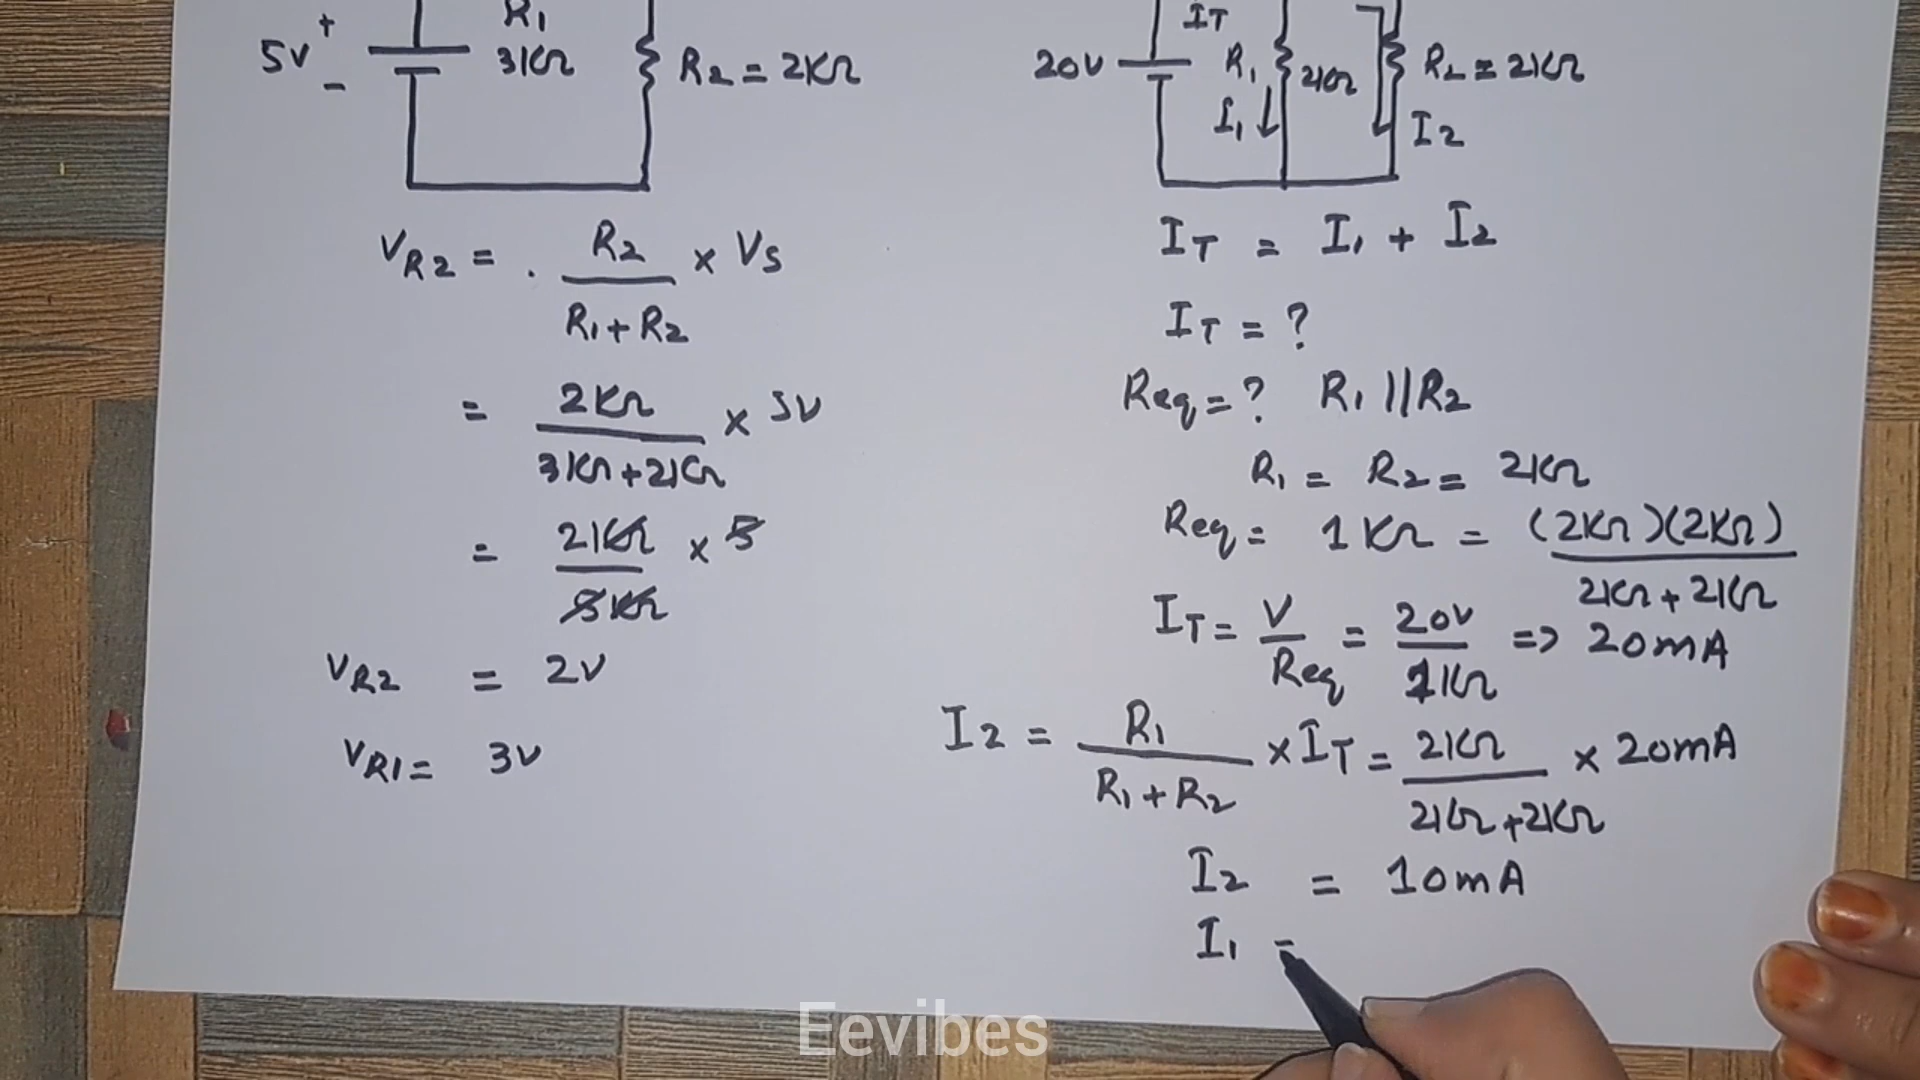 R1
5V + -
3KΩ
R2 = 2KΩ
VR2 = . R2 / R1 + R2 × VS
= 2KΩ / 3KΩ + 2KΩ × 5V
= 2KΩ / 5KΩ × 5
VR2 = 2V
VR1 = 3V
IT
20V
R1
2KΩ
R2 = 2KΩ
I1
I2
IT = I1 + I2
IT = ?
Req = ? R1 || R2
R1 = R2 = 2KΩ
Req = 1KΩ = (2KΩ)(2KΩ) / 2KΩ + 2KΩ
IT = V / Req = 20V / 1KΩ => 20mA
I2 = R1 / R1 + R2 × IT = 2KΩ / 2KΩ + 2KΩ × 20mA
I2 = 10mA
I1 =
Eevibes